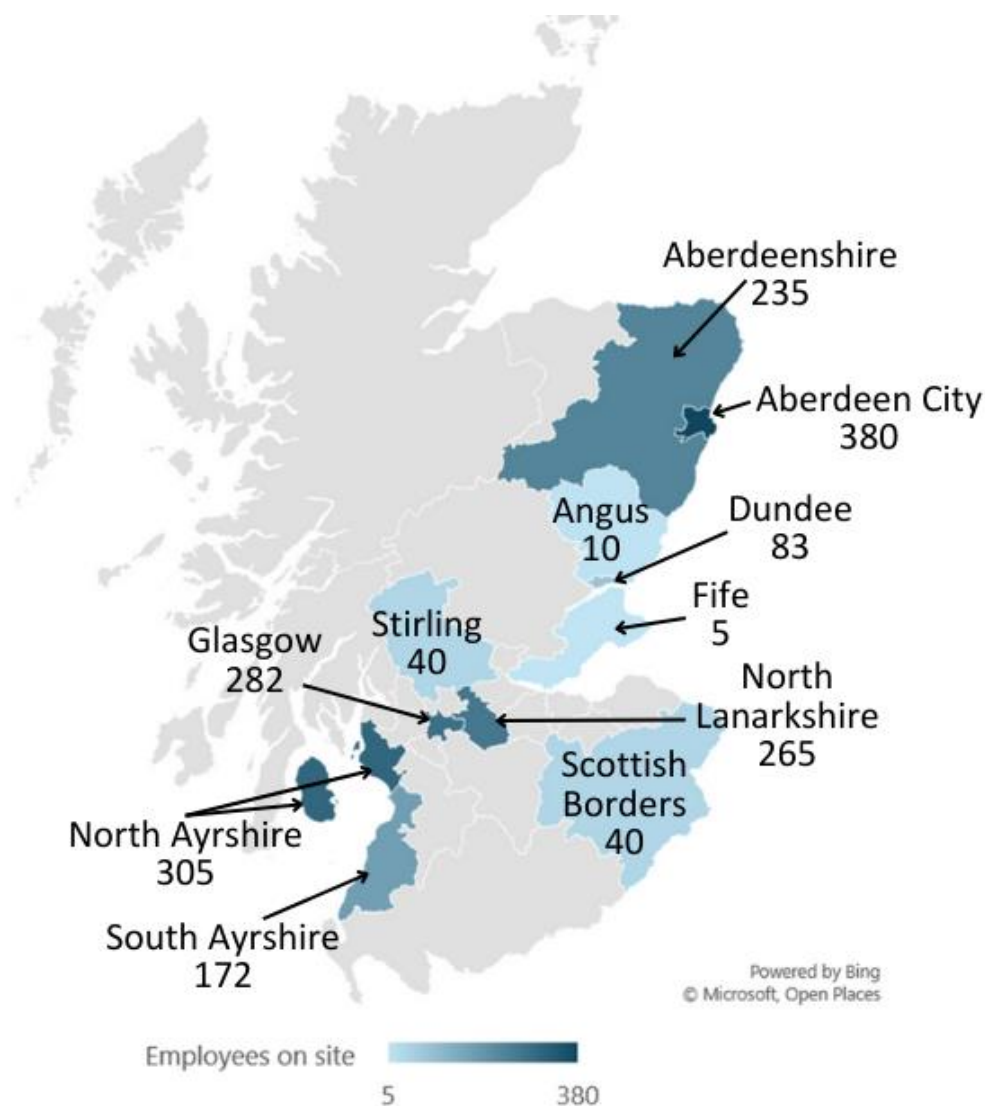 Aberdeenshire
235
Aberdeen City
380
Angus
10
Dundee
83
Fife
5
Stirling
40
Glasgow
282
North
Lanarkshire
265
Scottish
Borders
40
North Ayrshire
305
South Ayrshire
172
Powered by Bing
© Microsoft, Open Places
Employees on site
5
380